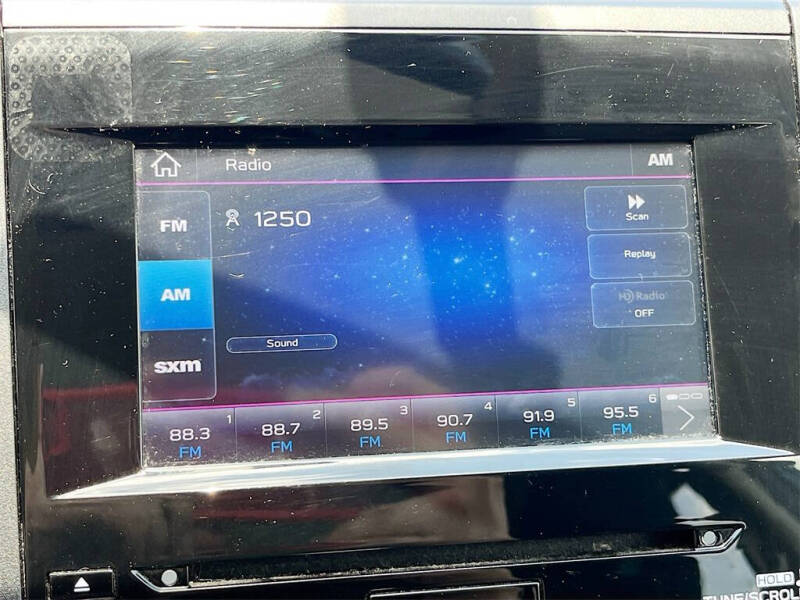 Radio AM
FM
1250
Scan
Replay
AM
HD Radio
OFF
Sound
sxm
1 2 3 4 5 6
88.3 88.7 89.5 90.7 91.9 95.5
FM FM FM FM FM FM
HOLD
TUNE/SCROL